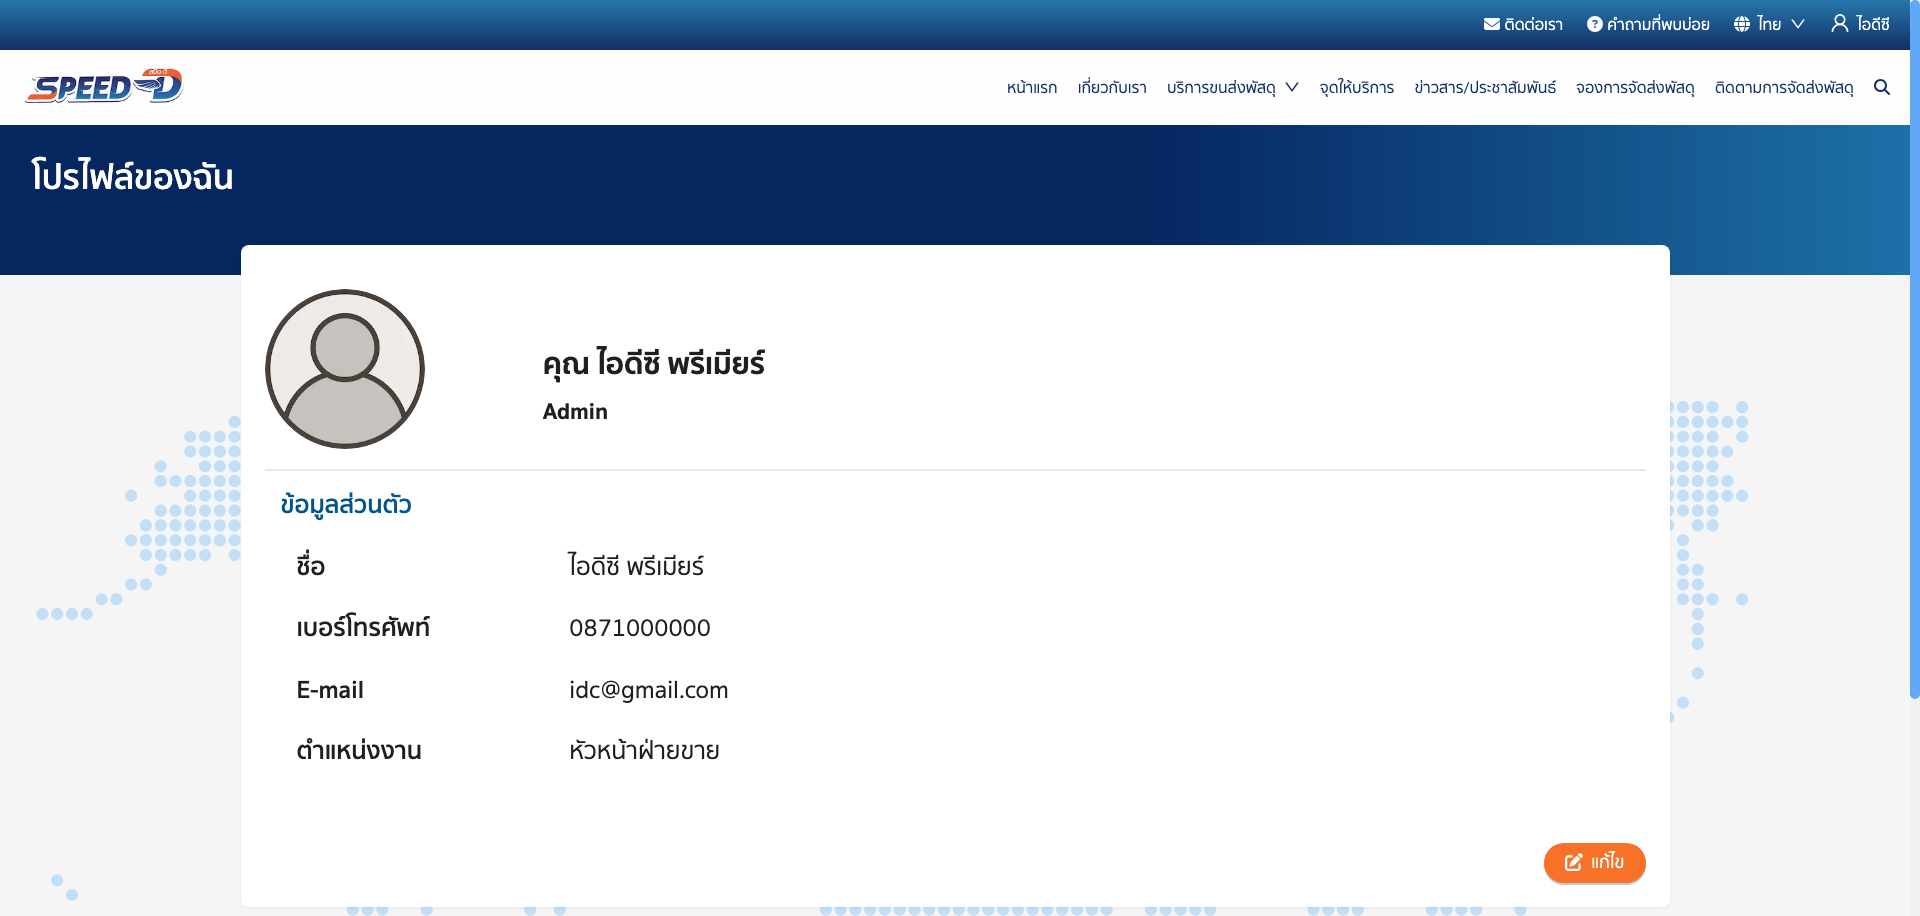 ติดต่อเรา คำถามที่พบบ่อย ไทย ไอดีซี
SPEED-D สปีด-ดี
หน้าแรก เกี่ยวกับเรา บริการขนส่งพัสดุ จุดให้บริการ ข่าวสาร/ประชาสัมพันธ์ จองการจัดส่งพัสดุ ติดตามการจัดส่งพัสดุ
โปรไฟล์ของฉัน
คุณ ไอดีซี พรีเมียร์
Admin
ข้อมูลส่วนตัว
ชื่อ ไอดีซี พรีเมียร์
เบอร์โทรศัพท์ 0871000000
E-mail idc@gmail.com
ตำแหน่งงาน หัวหน้าฝ่ายขาย
แก้ไข